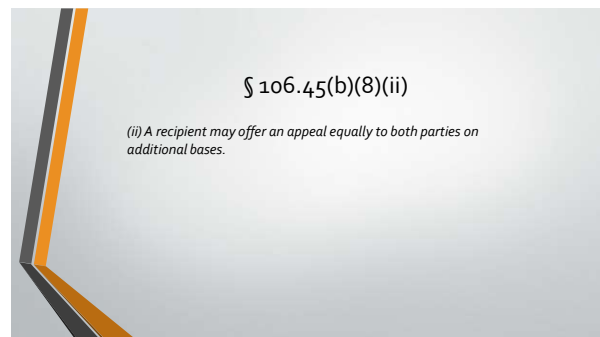 § 106.45(b)(8)(ii)
(ii) A recipient may offer an appeal equally to both parties on
additional bases.